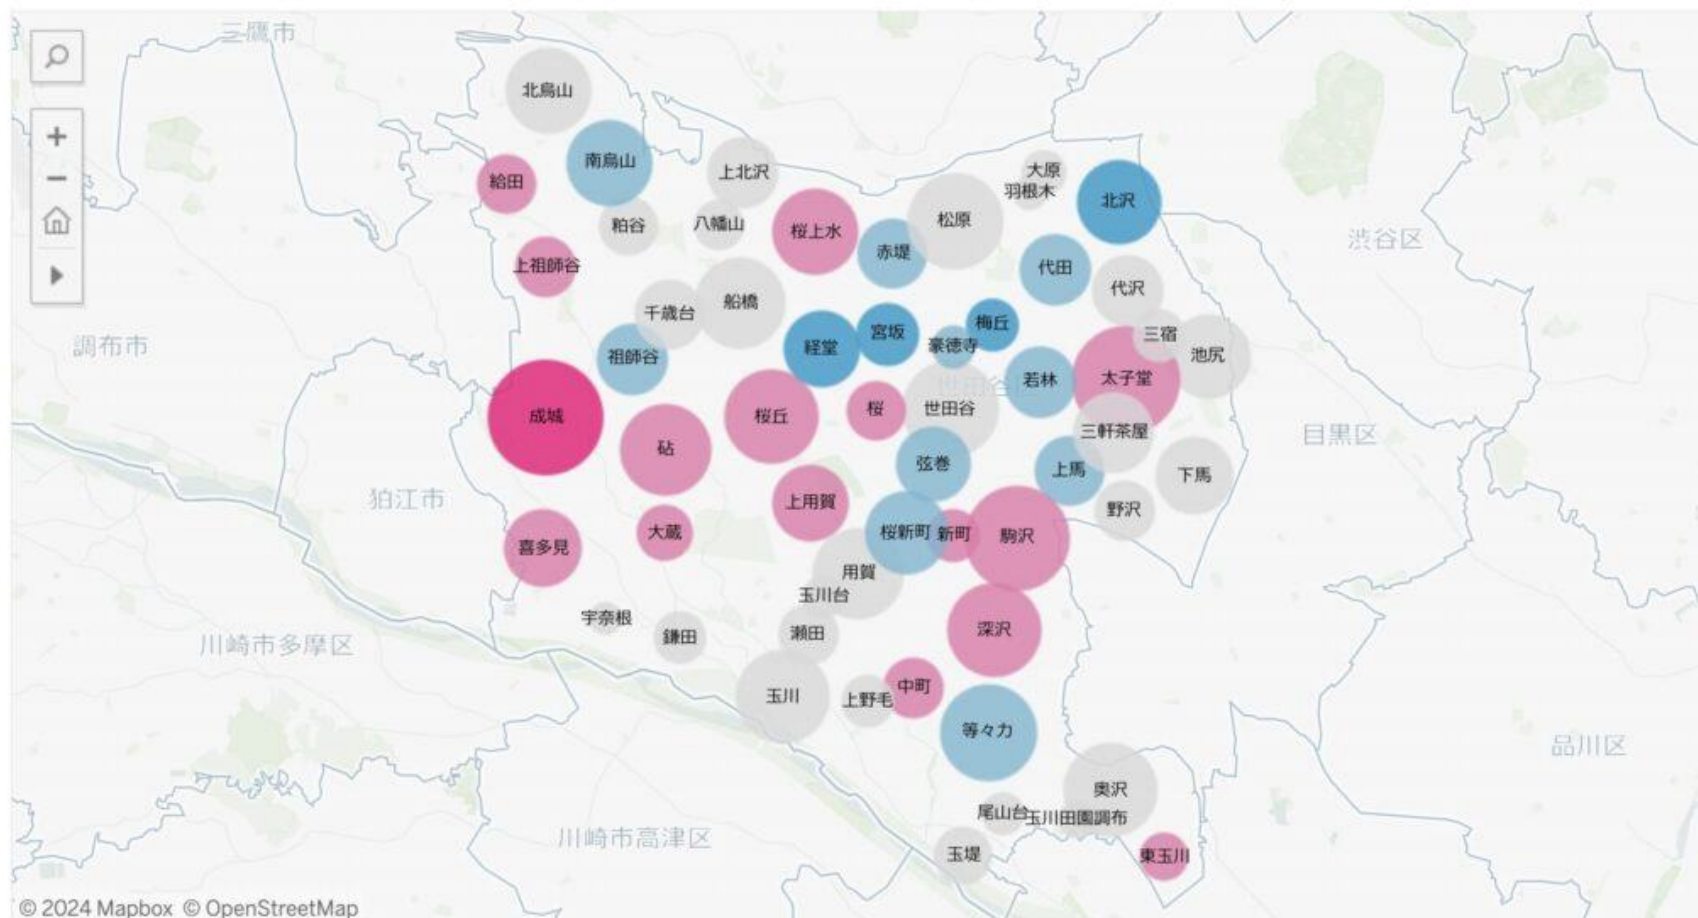 三鷹市
北烏山
南烏山
上北沢
大原
給田
羽根木
北沢
粕谷
八幡山
桜上水
松原
渋谷区
赤堤
代田
上祖師谷
代沢
千歳台
船橋
調布市
宮坂
梅丘
三宿
経堂
豪徳寺
池尻
祖師谷
若林
太子堂
成城
桜丘
桜
世田谷
三軒茶屋
目黒区
砧
弦巻
上馬
下馬
狛江市
上用賀
野沢
喜多見
大蔵
桜新町
新町
駒沢
用賀
玉川台
宇奈根
鎌田
瀬田
深沢
川崎市多摩区
玉川
上野毛
中町
等々力
品川区
奥沢
尾山台
玉川田園調布
川崎市高津区
玉堤
東玉川
© 2024 Mapbox © OpenStreetMap